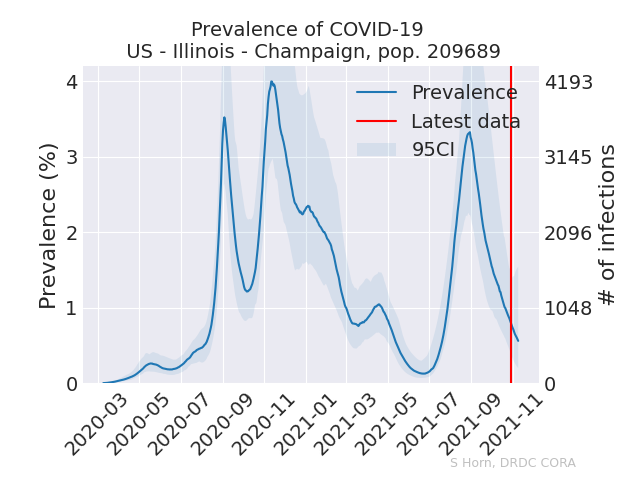 Prevalence of COVID-19
US - Illinois - Champaign, pop. 209689
Prevalence (%)
4
3
2
1
0
Prevalence
Latest data
95CI
4193
3145
2096
1048
0
# of infections
2020-03
2020-05
2020-07
2020-09
2020-11
2021-01
2021-03
2021-05
2021-07
2021-09
2021-11
S Horn, DRDC CORA